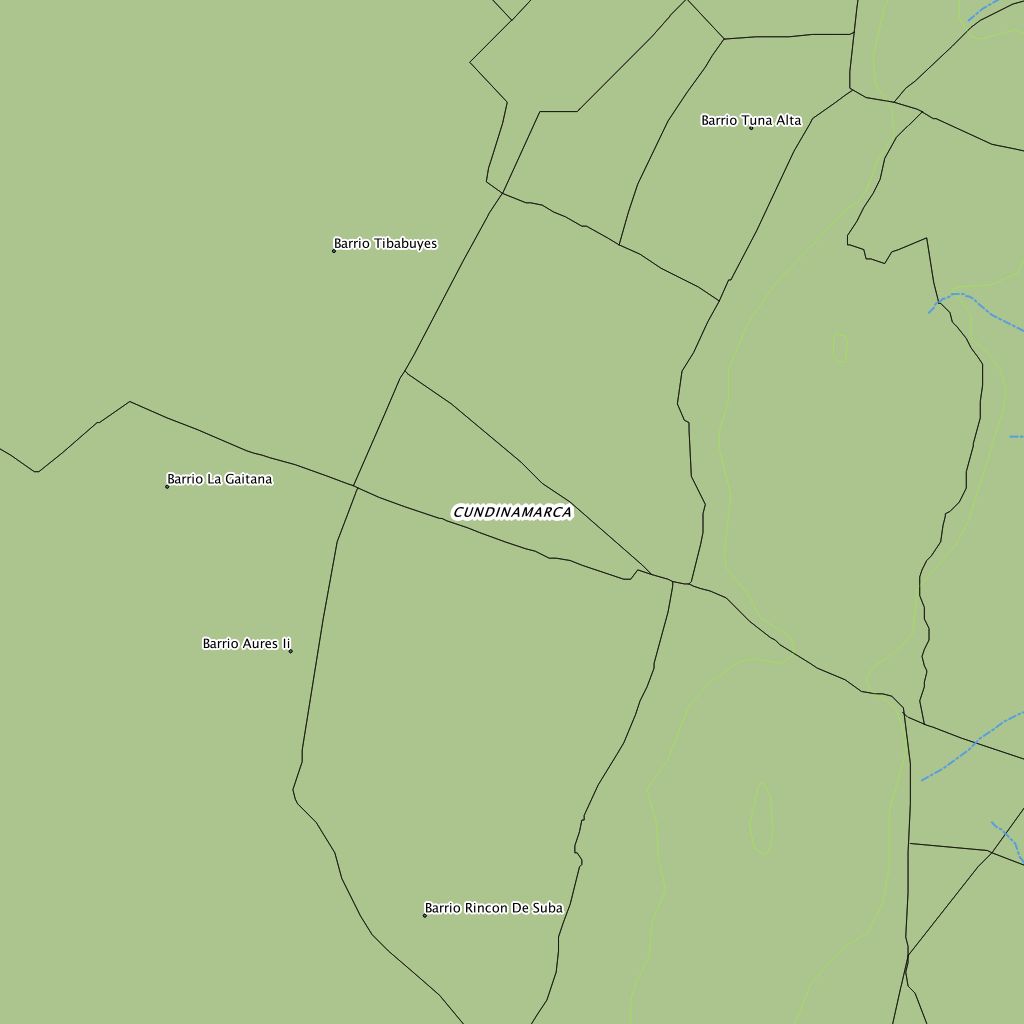 Barrio Tuna Alta
Barrio Tibabuyes
Barrio La Gaitana
CUNDINAMARCA
Barrio Aures Ii
Barrio Rincon De Suba